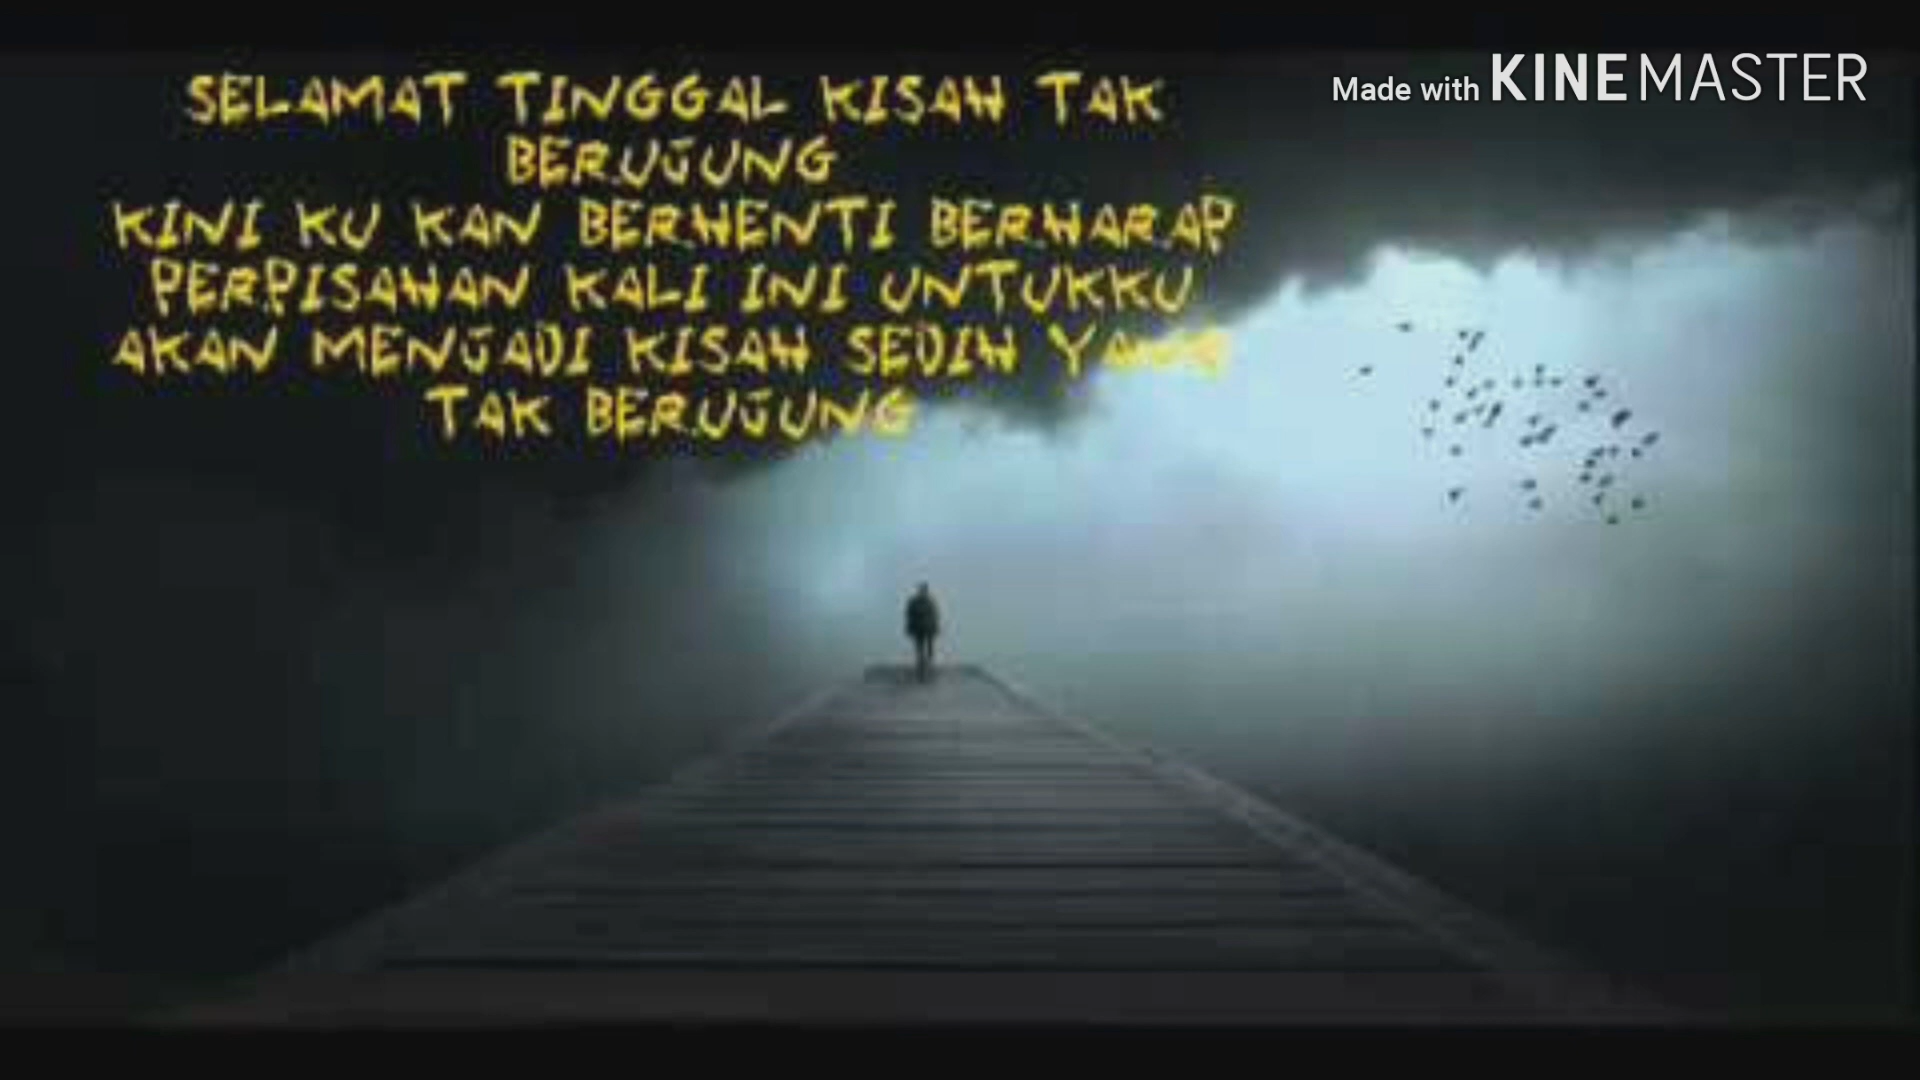 SELAMAT TINGGAL KISAH TAK
BERUJUNG
KINI KU KAN BERHENTI BERHARAP
PERPISAHAN KALI INI UNTUKKU
AKAN MENJADI KISAH SEDIH YANG
TAK BERUJUNG
Made with KINEMASTER